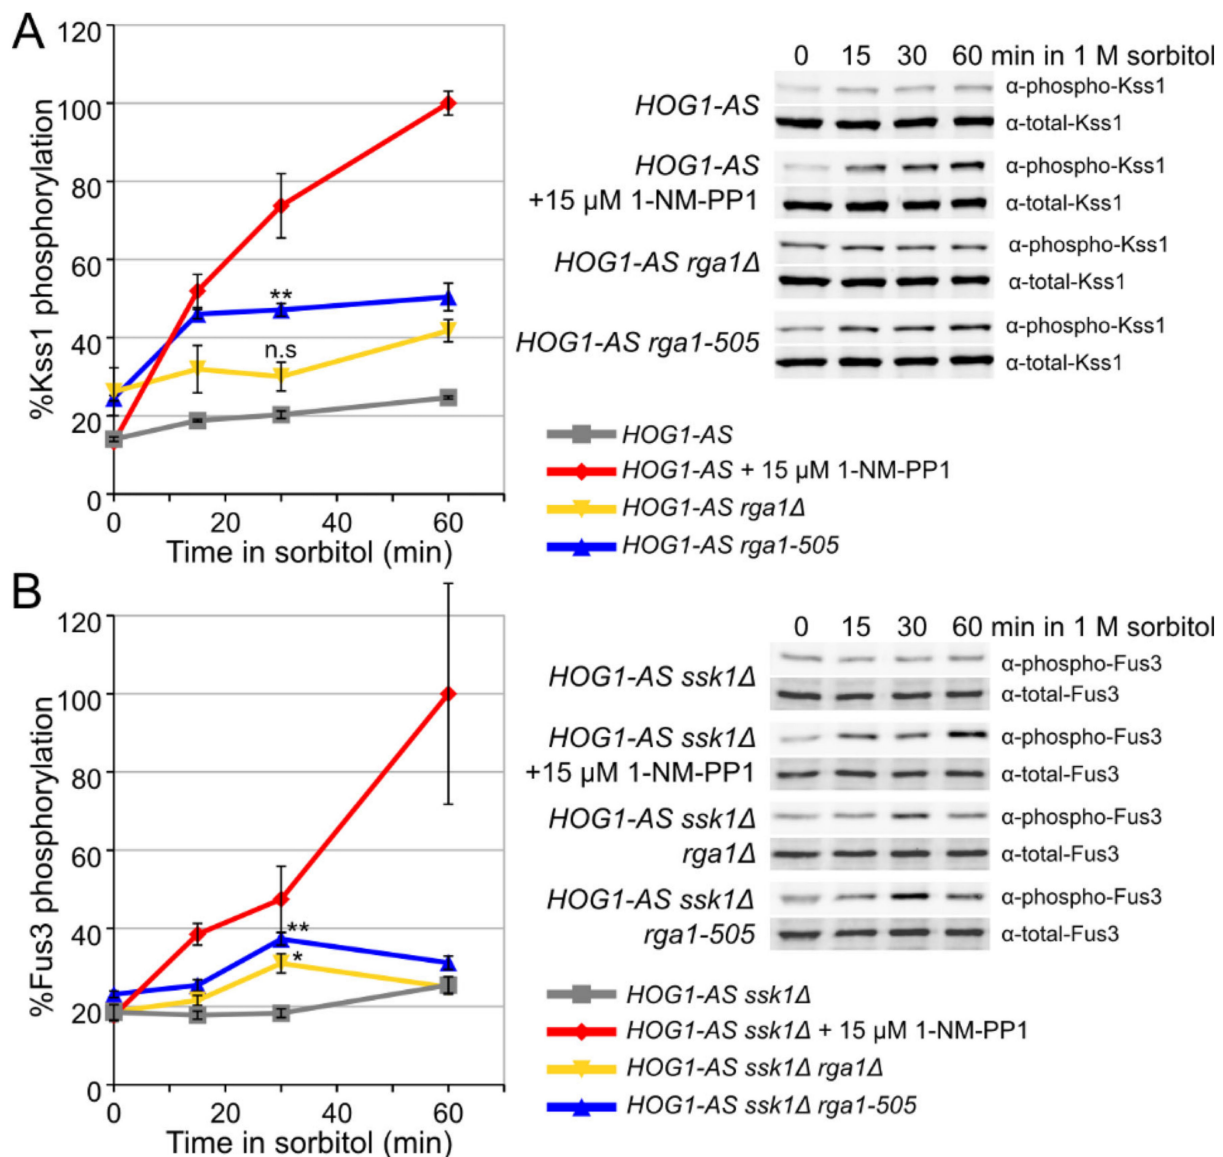 A
%Kss1 phosphorylation
120
100
80
60
40
20
0
**
n.s
0 20 40 60
Time in sorbitol (min)
0 15 30 60 min in 1 M sorbitol
HOG1-AS
α-phospho-Kss1
α-total-Kss1
HOG1-AS
+15 µM 1-NM-PP1
α-phospho-Kss1
α-total-Kss1
HOG1-AS rga1Δ
α-phospho-Kss1
α-total-Kss1
HOG1-AS rga1-505
α-phospho-Kss1
α-total-Kss1
HOG1-AS
HOG1-AS + 15 µM 1-NM-PP1
HOG1-AS rga1Δ
HOG1-AS rga1-505
B
%Fus3 phosphorylation
120
100
80
60
40
20
0
**
*
0 20 40 60
Time in sorbitol (min)
0 15 30 60 min in 1 M sorbitol
HOG1-AS ssk1Δ
α-phospho-Fus3
α-total-Fus3
HOG1-AS ssk1Δ
+15 µM 1-NM-PP1
α-phospho-Fus3
α-total-Fus3
HOG1-AS ssk1Δ
rga1Δ
α-phospho-Fus3
α-total-Fus3
HOG1-AS ssk1Δ
rga1-505
α-phospho-Fus3
α-total-Fus3
HOG1-AS ssk1Δ
HOG1-AS ssk1Δ + 15 µM 1-NM-PP1
HOG1-AS ssk1Δ rga1Δ
HOG1-AS ssk1Δ rga1-505